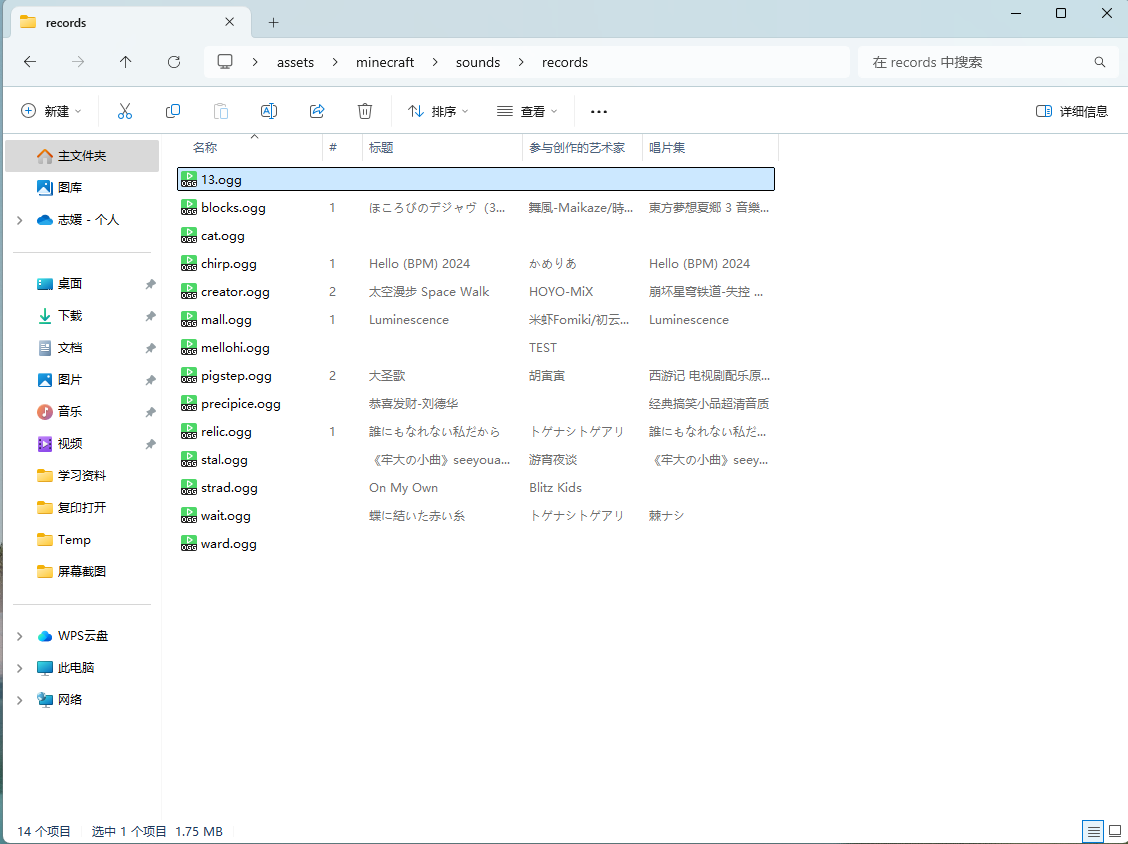 records
assets > minecraft > sounds > records
在 records 中搜索
新建
排序
查看
详细信息
名称 # 标题 参与创作的艺术家 唱片集
主文件夹
图库
志媛 - 个人
桌面
下载
文档
图片
音乐
视频
学习资料
复印打开
Temp
屏幕截图
WPS云盘
此电脑
网络
13.ogg
blocks.ogg 1 ほころびのデジャヴ（3... 舞風-Maikaze/時... 東方夢想夏郷 3 音樂...
cat.ogg
chirp.ogg 1 Hello (BPM) 2024 かめりあ Hello (BPM) 2024
creator.ogg 2 太空漫步 Space Walk HOYO-MiX 崩坏星穹铁道-失控 ...
mall.ogg 1 Luminescence 米虾Fomiki/初云... Luminescence
mellohi.ogg TEST
pigstep.ogg 2 大圣歌 胡寅寅 西游记 电视剧配乐原...
precipice.ogg 恭喜发财-刘德华 经典搞笑小品超清音质
relic.ogg 1 誰にもなれない私だから トゲナシトゲアリ 誰にもなれない私だ...
stal.ogg 《牢大の小曲》seeyoua... 游宵夜谈 《牢大の小曲》seey...
strad.ogg On My Own Blitz Kids
wait.ogg 蝶に結いた赤い糸 トゲナシトゲアリ 棘ナシ
ward.ogg
14 个项目 选中 1 个项目 1.75 MB